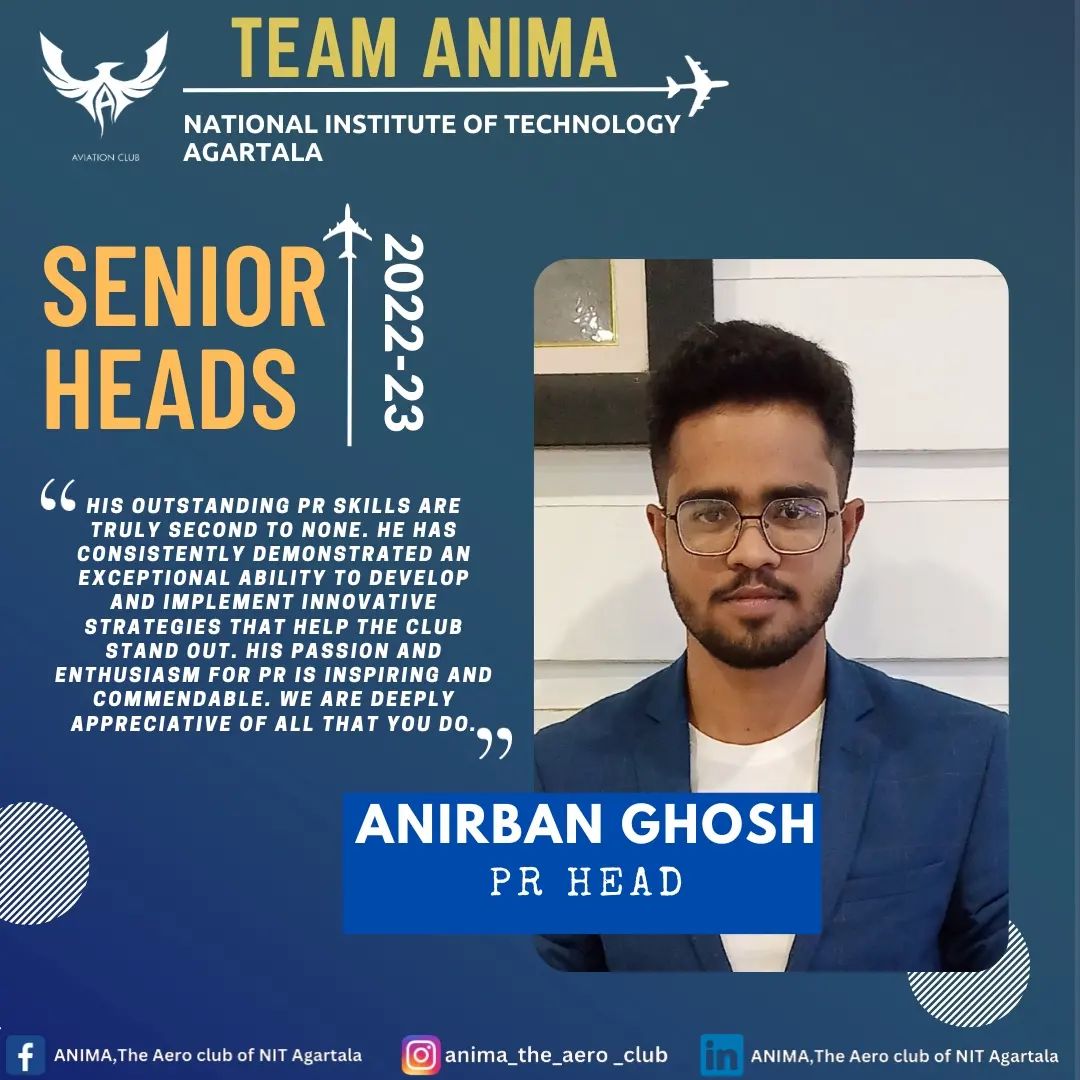 TEAM ANIMA
NATIONAL INSTITUTE OF TECHNOLOGY
AGARTALA
A
AVIATION CLUB
SENIOR
HEADS
2022-23
“ HIS OUTSTANDING PR SKILLS ARE
TRULY SECOND TO NONE. HE HAS
CONSISTENTLY DEMONSTRATED AN
EXCEPTIONAL ABILITY TO DEVELOP
AND IMPLEMENT INNOVATIVE
STRATEGIES THAT HELP THE CLUB
STAND OUT. HIS PASSION AND
ENTHUSIASM FOR PR IS INSPIRING AND
COMMENDABLE. WE ARE DEEPLY
APPRECIATIVE OF ALL THAT YOU DO. ”
ANIRBAN GHOSH
PR HEAD
f ANIMA,The Aero club of NIT Agartala
anima_the_aero _club
in ANIMA,The Aero club of NIT Agartala